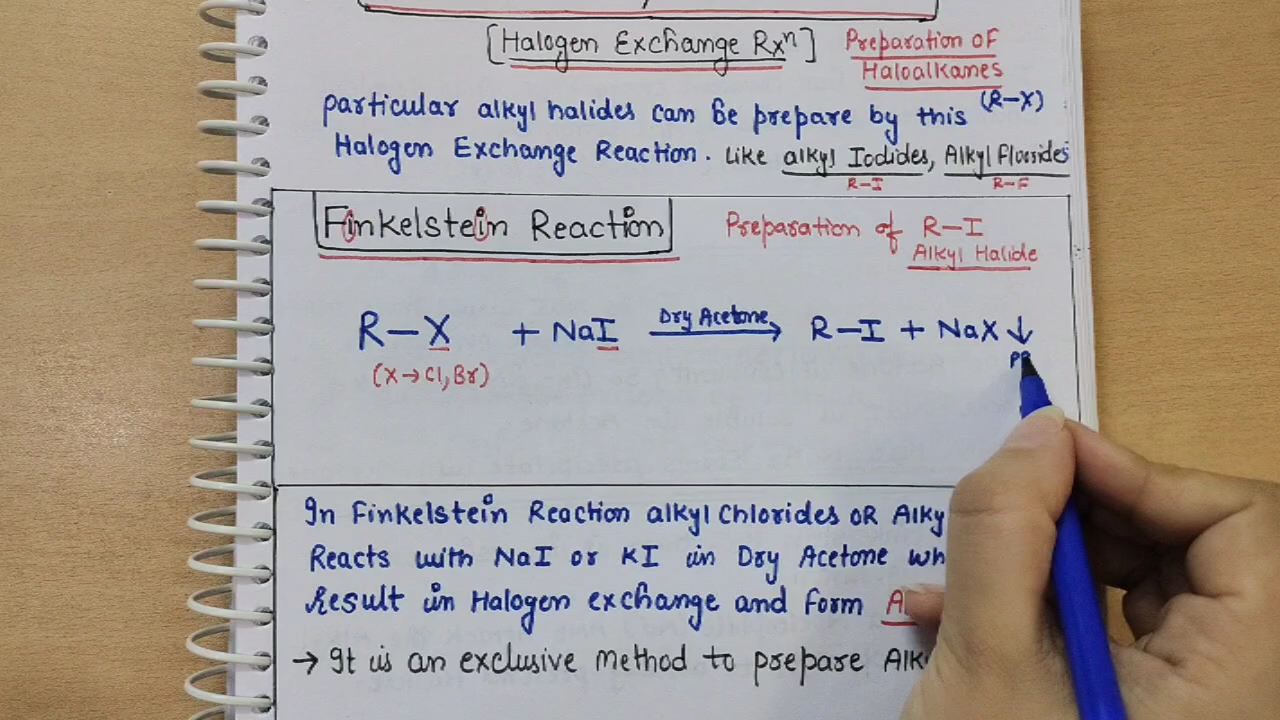 [Halogen Exchange Rxⁿ] Preparation of
Haloalkanes
(R-X)
particular alkyl halides can be prepare by this
Halogen Exchange Reaction. Like alkyl Iodides, Alkyl Flourides
R-I R-F
Finkelstein Reaction
Preparation of R-I
Alkyl Halide
R-X + NaI Dry Acetone → R-I + NaX ↓
(X→Cl, Br)
In Finkelstein Reaction alkyl Chlorides OR Alky
Reacts with NaI or KI in Dry Acetone wh
Result in Halogen exchange and form
→ It is an exclusive method to prepare Alk